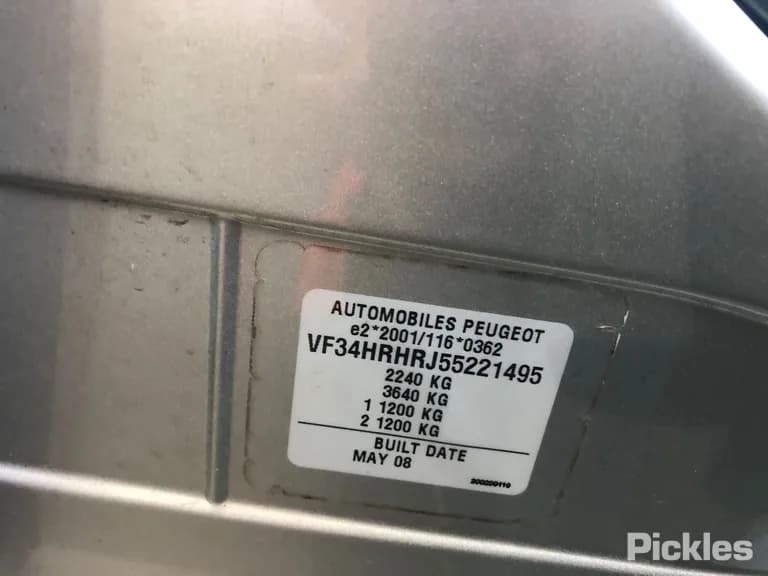 AUTOMOBILES PEUGEOT
e2*2001/116*0362
VF34HRHRJ55221495
2240 KG
3640 KG
1 1200 KG
2 1200 KG
BUILT DATE
MAY 08
Pickles